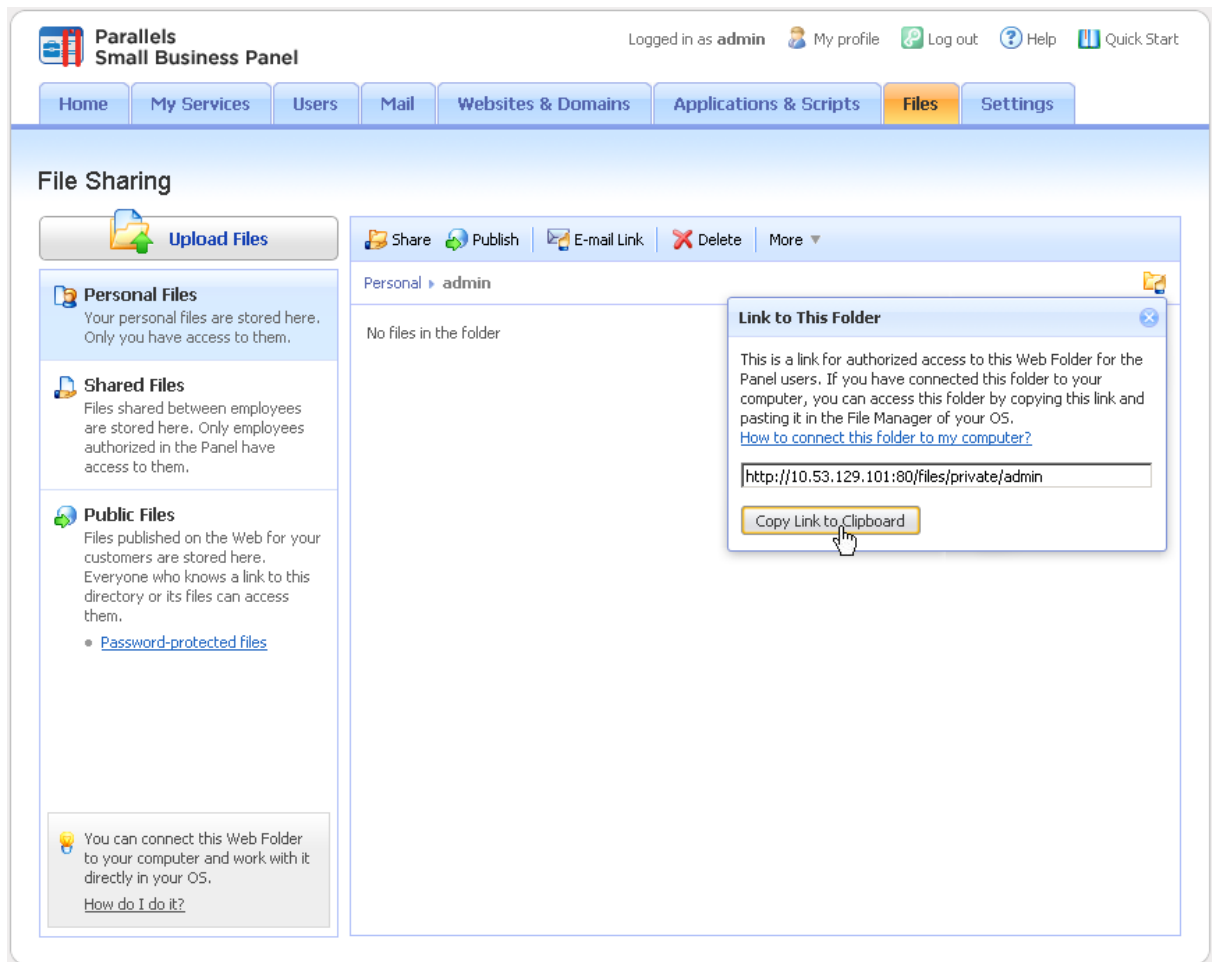 Parallels
Small Business Panel
Logged in as admin My profile Log out Help Quick Start
Home My Services Users Mail Websites & Domains Applications & Scripts Files Settings
File Sharing
Upload Files
Share Publish E-mail Link Delete More
Personal admin
No files in the folder
Personal Files
Your personal files are stored here.
Only you have access to them.
Shared Files
Files shared between employees
are stored here. Only employees
authorized in the Panel have
access to them.
Public Files
Files published on the Web for your
customers are stored here.
Everyone who knows a link to this
directory or its files can access
them.
Password-protected files
You can connect this Web Folder
to your computer and work with it
directly in your OS.
How do I do it?
Link to This Folder
This is a link for authorized access to this Web Folder for the
Panel users. If you have connected this folder to your
computer, you can access this folder by copying this link and
pasting it in the File Manager of your OS.
How to connect this folder to my computer?
http://10.53.129.101:80/files/private/admin
Copy Link to Clipboard